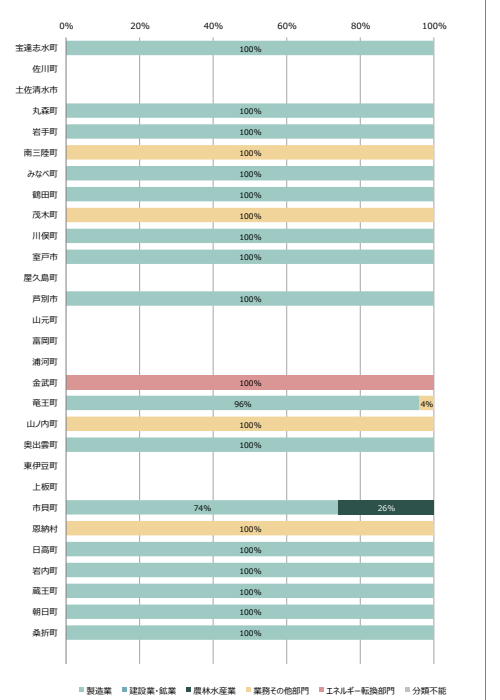 0% 20% 40% 60% 80% 100%
宝達志水町 100%
佐川町
土佐清水市
丸森町 100%
岩手町 100%
南三陸町 100%
みなべ町 100%
鶴田町 100%
茂木町 100%
川俣町 100%
室戸市 100%
屋久島町
芦別市 100%
山元町
富岡町
浦河町
金武町 100%
竜王町 96% 4%
山ノ内町 100%
奥出雲町 100%
東伊豆町
上板町
市貝町 74% 26%
恩納村 100%
日高町 100%
岩内町 100%
蔵王町 100%
朝日町 100%
桑折町 100%
製造業 建設業・鉱業 農林水産業 業務その他部門 エネルギー転換部門 分類不能